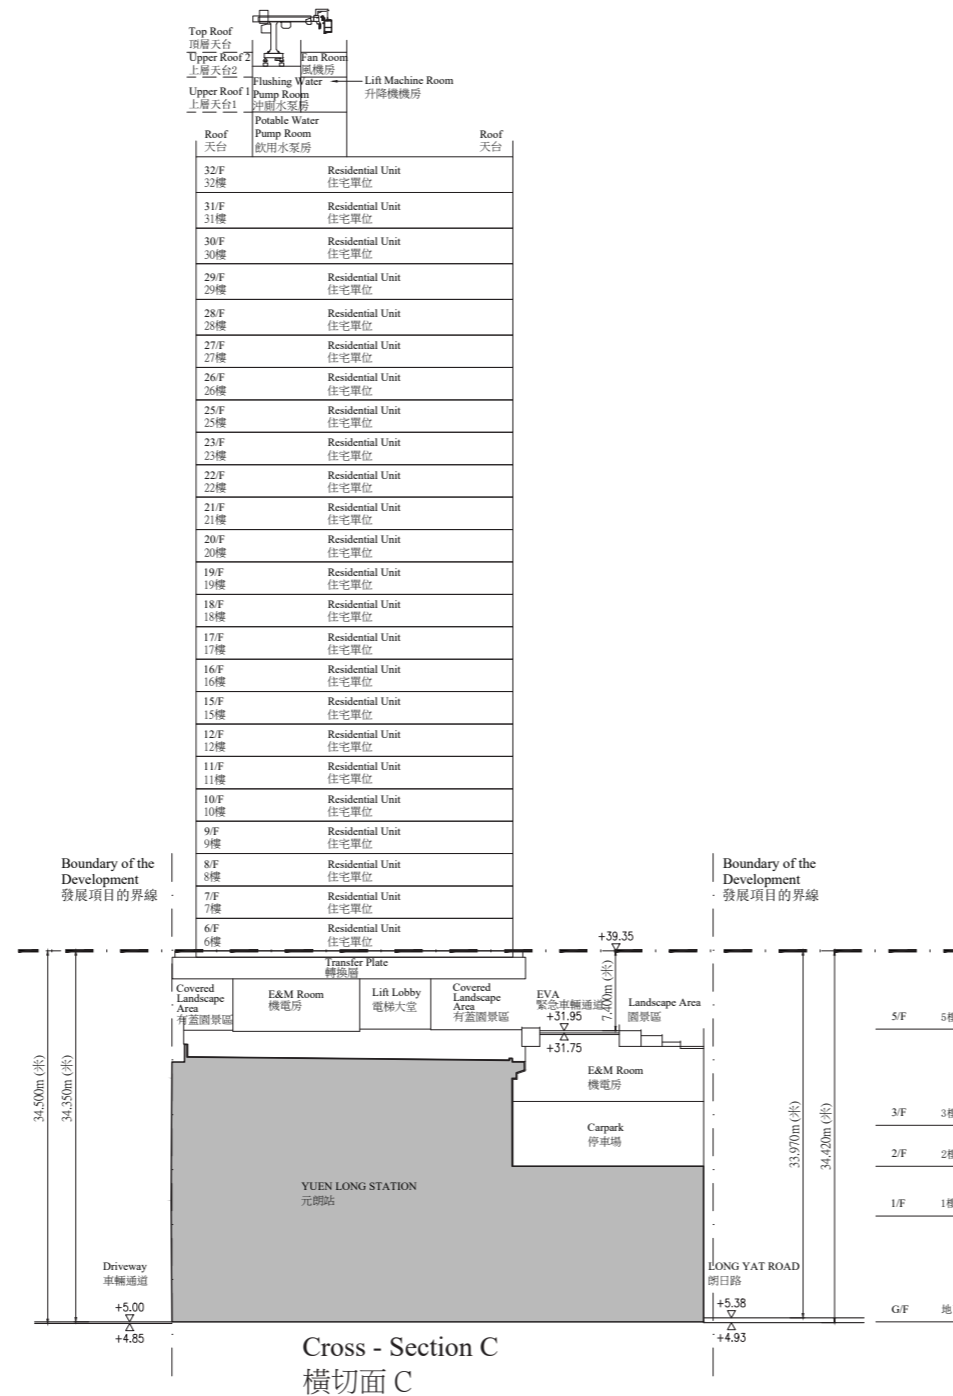 Top Roof
頂層天台
Upper Roof 2
上層天台2
Fan Room
風機房
Upper Roof 1
上層天台1
Flushing Water
Pump Room
沖廁水泵房
Lift Machine Room
升降機機房
Potable Water
Pump Room
飲用水泵房
Roof
天台
Roof
天台
32/F Residential Unit
32樓 住宅單位
31/F Residential Unit
31樓 住宅單位
30/F Residential Unit
30樓 住宅單位
29/F Residential Unit
29樓 住宅單位
28/F Residential Unit
28樓 住宅單位
27/F Residential Unit
27樓 住宅單位
26/F Residential Unit
26樓 住宅單位
25/F Residential Unit
25樓 住宅單位
23/F Residential Unit
23樓 住宅單位
22/F Residential Unit
22樓 住宅單位
21/F Residential Unit
21樓 住宅單位
20/F Residential Unit
20樓 住宅單位
19/F Residential Unit
19樓 住宅單位
18/F Residential Unit
18樓 住宅單位
17/F Residential Unit
17樓 住宅單位
16/F Residential Unit
16樓 住宅單位
15/F Residential Unit
15樓 住宅單位
12/F Residential Unit
12樓 住宅單位
11/F Residential Unit
11樓 住宅單位
10/F Residential Unit
10樓 住宅單位
9/F Residential Unit
9樓 住宅單位
8/F Residential Unit
8樓 住宅單位
7/F Residential Unit
7樓 住宅單位
6/F Residential Unit
6樓 住宅單位
Boundary of the
Development
發展項目的界線
Boundary of the
Development
發展項目的界線
+39.35
Transfer Plate
轉換層
Covered
Landscape
Area
有蓋園景區
E&M Room
機電房
Lift Lobby
電梯大堂
Covered
Landscape
Area
有蓋園景區
EVA
緊急車輛通道
+31.95
+31.75
7.400m (米)
Landscape Area
園景區
E&M Room
機電房
Carpark
停車場
YUEN LONG STATION
元朗站
34.500m (米)
34.350m (米)
33.970m (米)
34.420m (米)
5/F 5樓
3/F 3樓
2/F 2樓
1/F 1樓
G/F 地
Driveway
車輛通道
+5.00
+4.85
LONG YAT ROAD
朗日路
+5.38
+4.93
Cross - Section C
橫切面 C